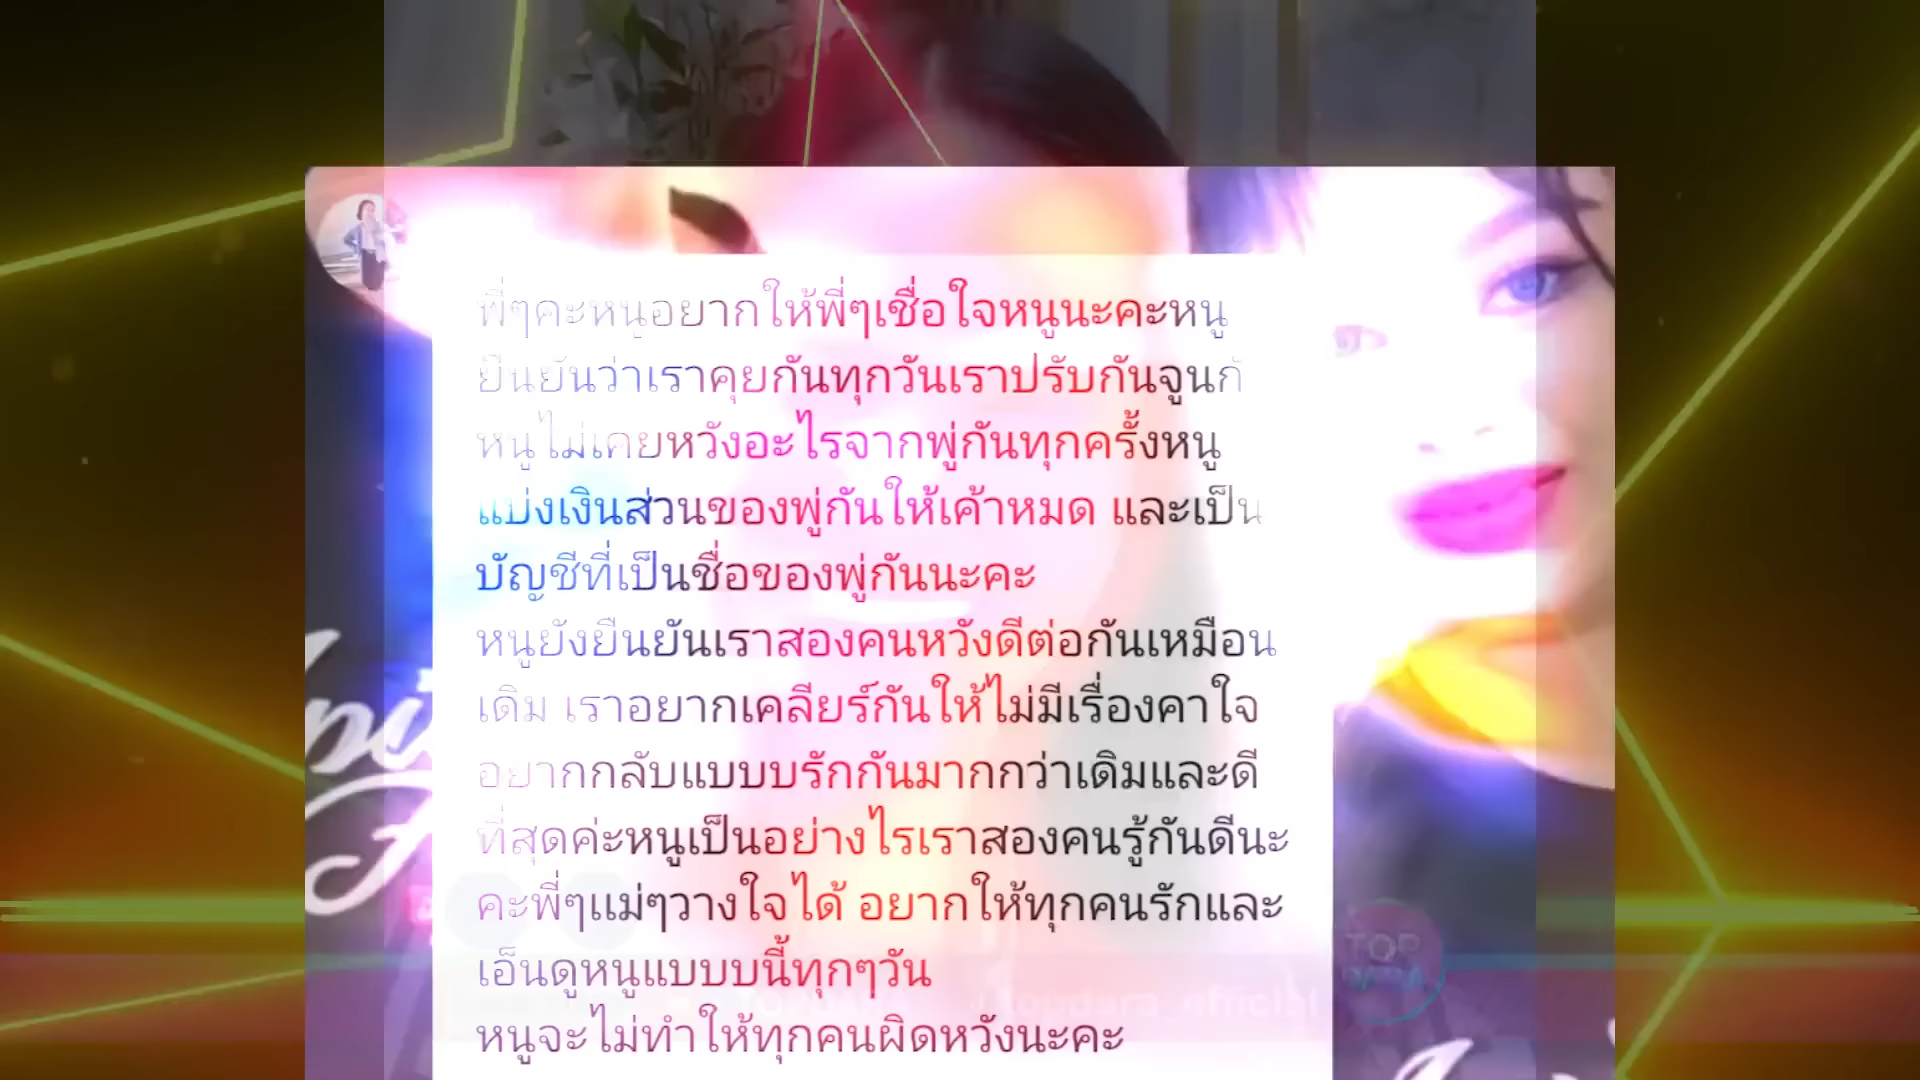 พี่ๆคะหนูอยากให้พี่ๆเชื่อใจหนูนะคะหนู
ยืนยันว่าเราคุยกันทุกวันเราปรับกันจูนกั
หนูไม่เคยหวังอะไรจากพู่กันทุกครั้งหนู
แบ่งเงินส่วนของพู่กันให้เค้าหมด และเป็น
บัญชีที่เป็นชื่อของพู่กันนะคะ
หนูยังยืนยันเราสองคนหวังดีต่อกันเหมือน
เดิม เราอยากเคลียร์กันให้ไม่มีเรื่องคาใจ
อยากกลับแบบบรักกันมากกว่าเดิมและดี
ที่สุดค่ะหนูเป็นอย่างไรเราสองคนรู้กันดีนะ
คะพี่ๆแม่ๆวางใจได้ อยากให้ทุกคนรักและ
เอ็นดูหนูแบบบนี้ทุกๆวัน
topdara_official
TOP
DARA
หนูจะไม่ทำให้ทุกคนผิดหวังนะคะ